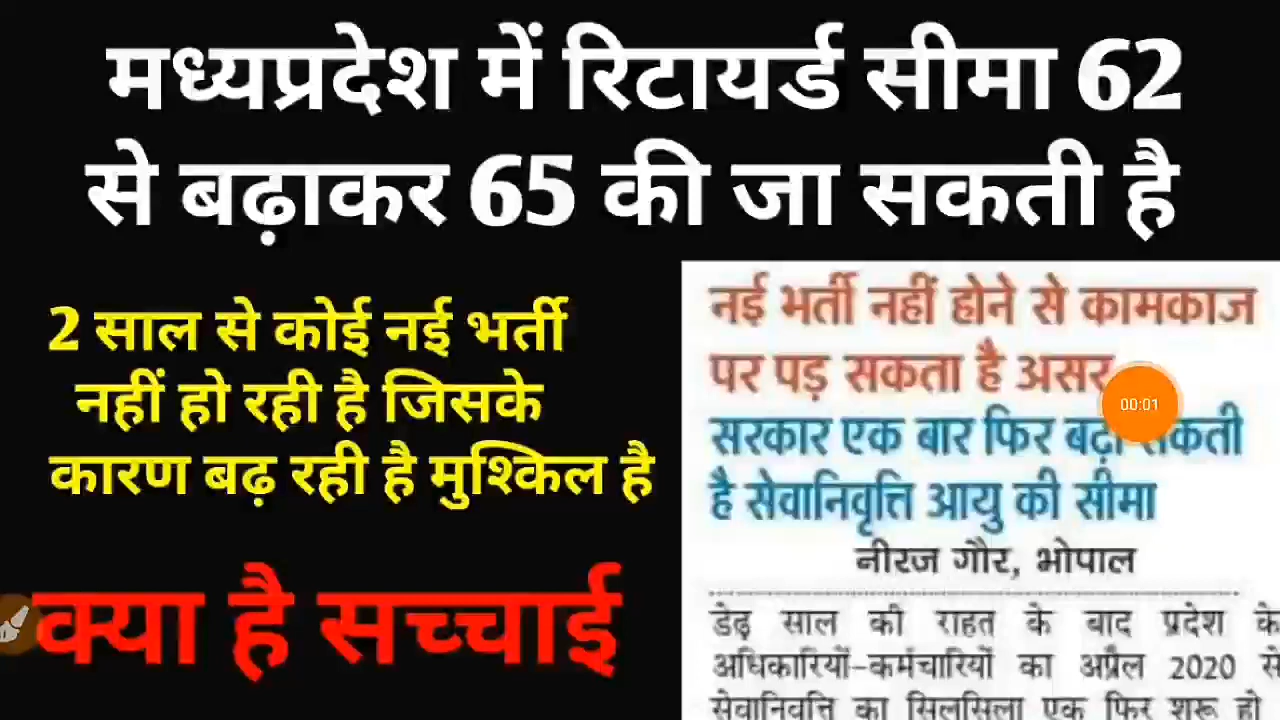 मध्यप्रदेश में रिटायर्ड सीमा 62
से बढ़ाकर 65 की जा सकती है
2 साल से कोई नई भर्ती
नहीं हो रही है जिसके
कारण बढ़ रही है मुश्किल है
क्या है सच्चाई
नई भर्ती नहीं होने से कामकाज
पर पड़ सकता है असर
00:01
सरकार एक बार फिर बढ़ा सकती
है सेवानिवृत्ति आयु की सीमा
नीरज गौर, भोपाल
डेढ़ साल की राहत के बाद प्रदेश के
अधिकारियों-कर्मचारियों का अप्रैल 2020 से
सेवानिवृत्ति का सिलसिला एक फिर शुरू हो